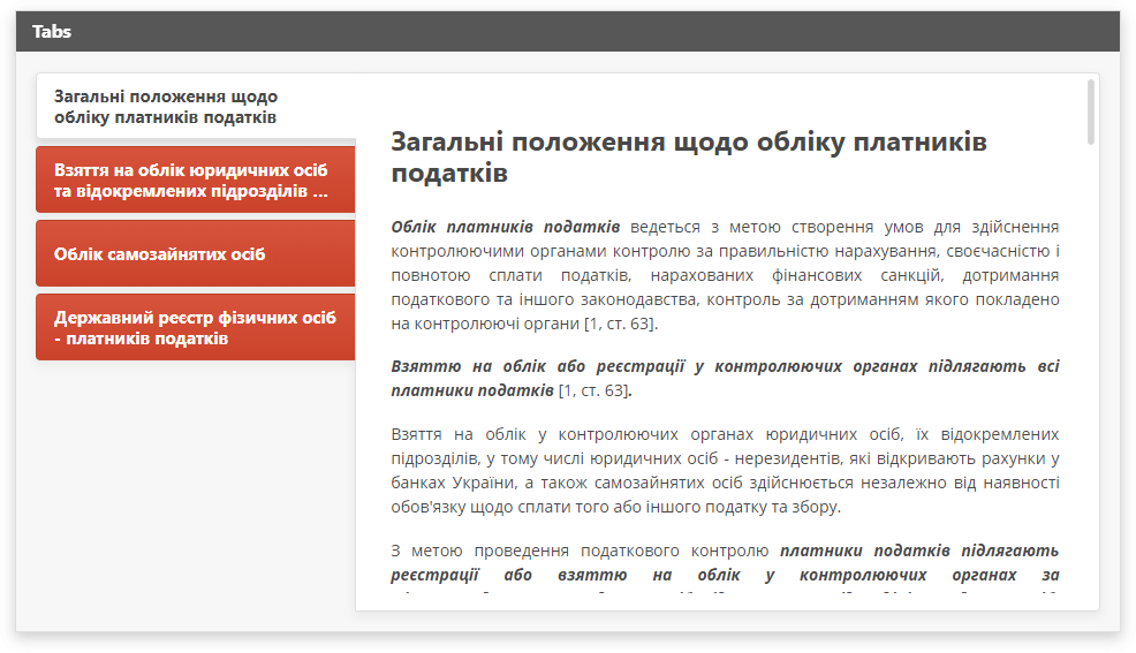 Tabs
Загальні положення щодо
обліку платників податків
Взяття на облік юридичних осіб
та відокремлених підрозділів ...
Облік самозайнятих осіб
Державний реєстр фізичних осіб
- платників податків
Загальні положення щодо обліку платників
податків
Облік платників податків ведеться з метою створення умов для здійснення
контролюючими органами контролю за правильністю нарахування, своєчасністю і
повнотою сплати податків, нарахованих фінансових санкцій, дотримання
податкового та іншого законодавства, контроль за дотриманням якого покладено
на контролюючі органи [1, ст. 63].
Взяттю на облік або реєстрації у контролюючих органах підлягають всі
платники податків [1, ст. 63].
Взяття на облік у контролюючих органах юридичних осіб, їх відокремлених
підрозділів, у тому числі юридичних осіб - нерезидентів, які відкривають рахунки у
банках України, а також самозайнятих осіб здійснюється незалежно від наявності
обов'язку щодо сплати того або іншого податку та збору.
З метою проведення податкового контролю платники податків підлягають
реєстрації або взяттю на облік у контролюючих органах за